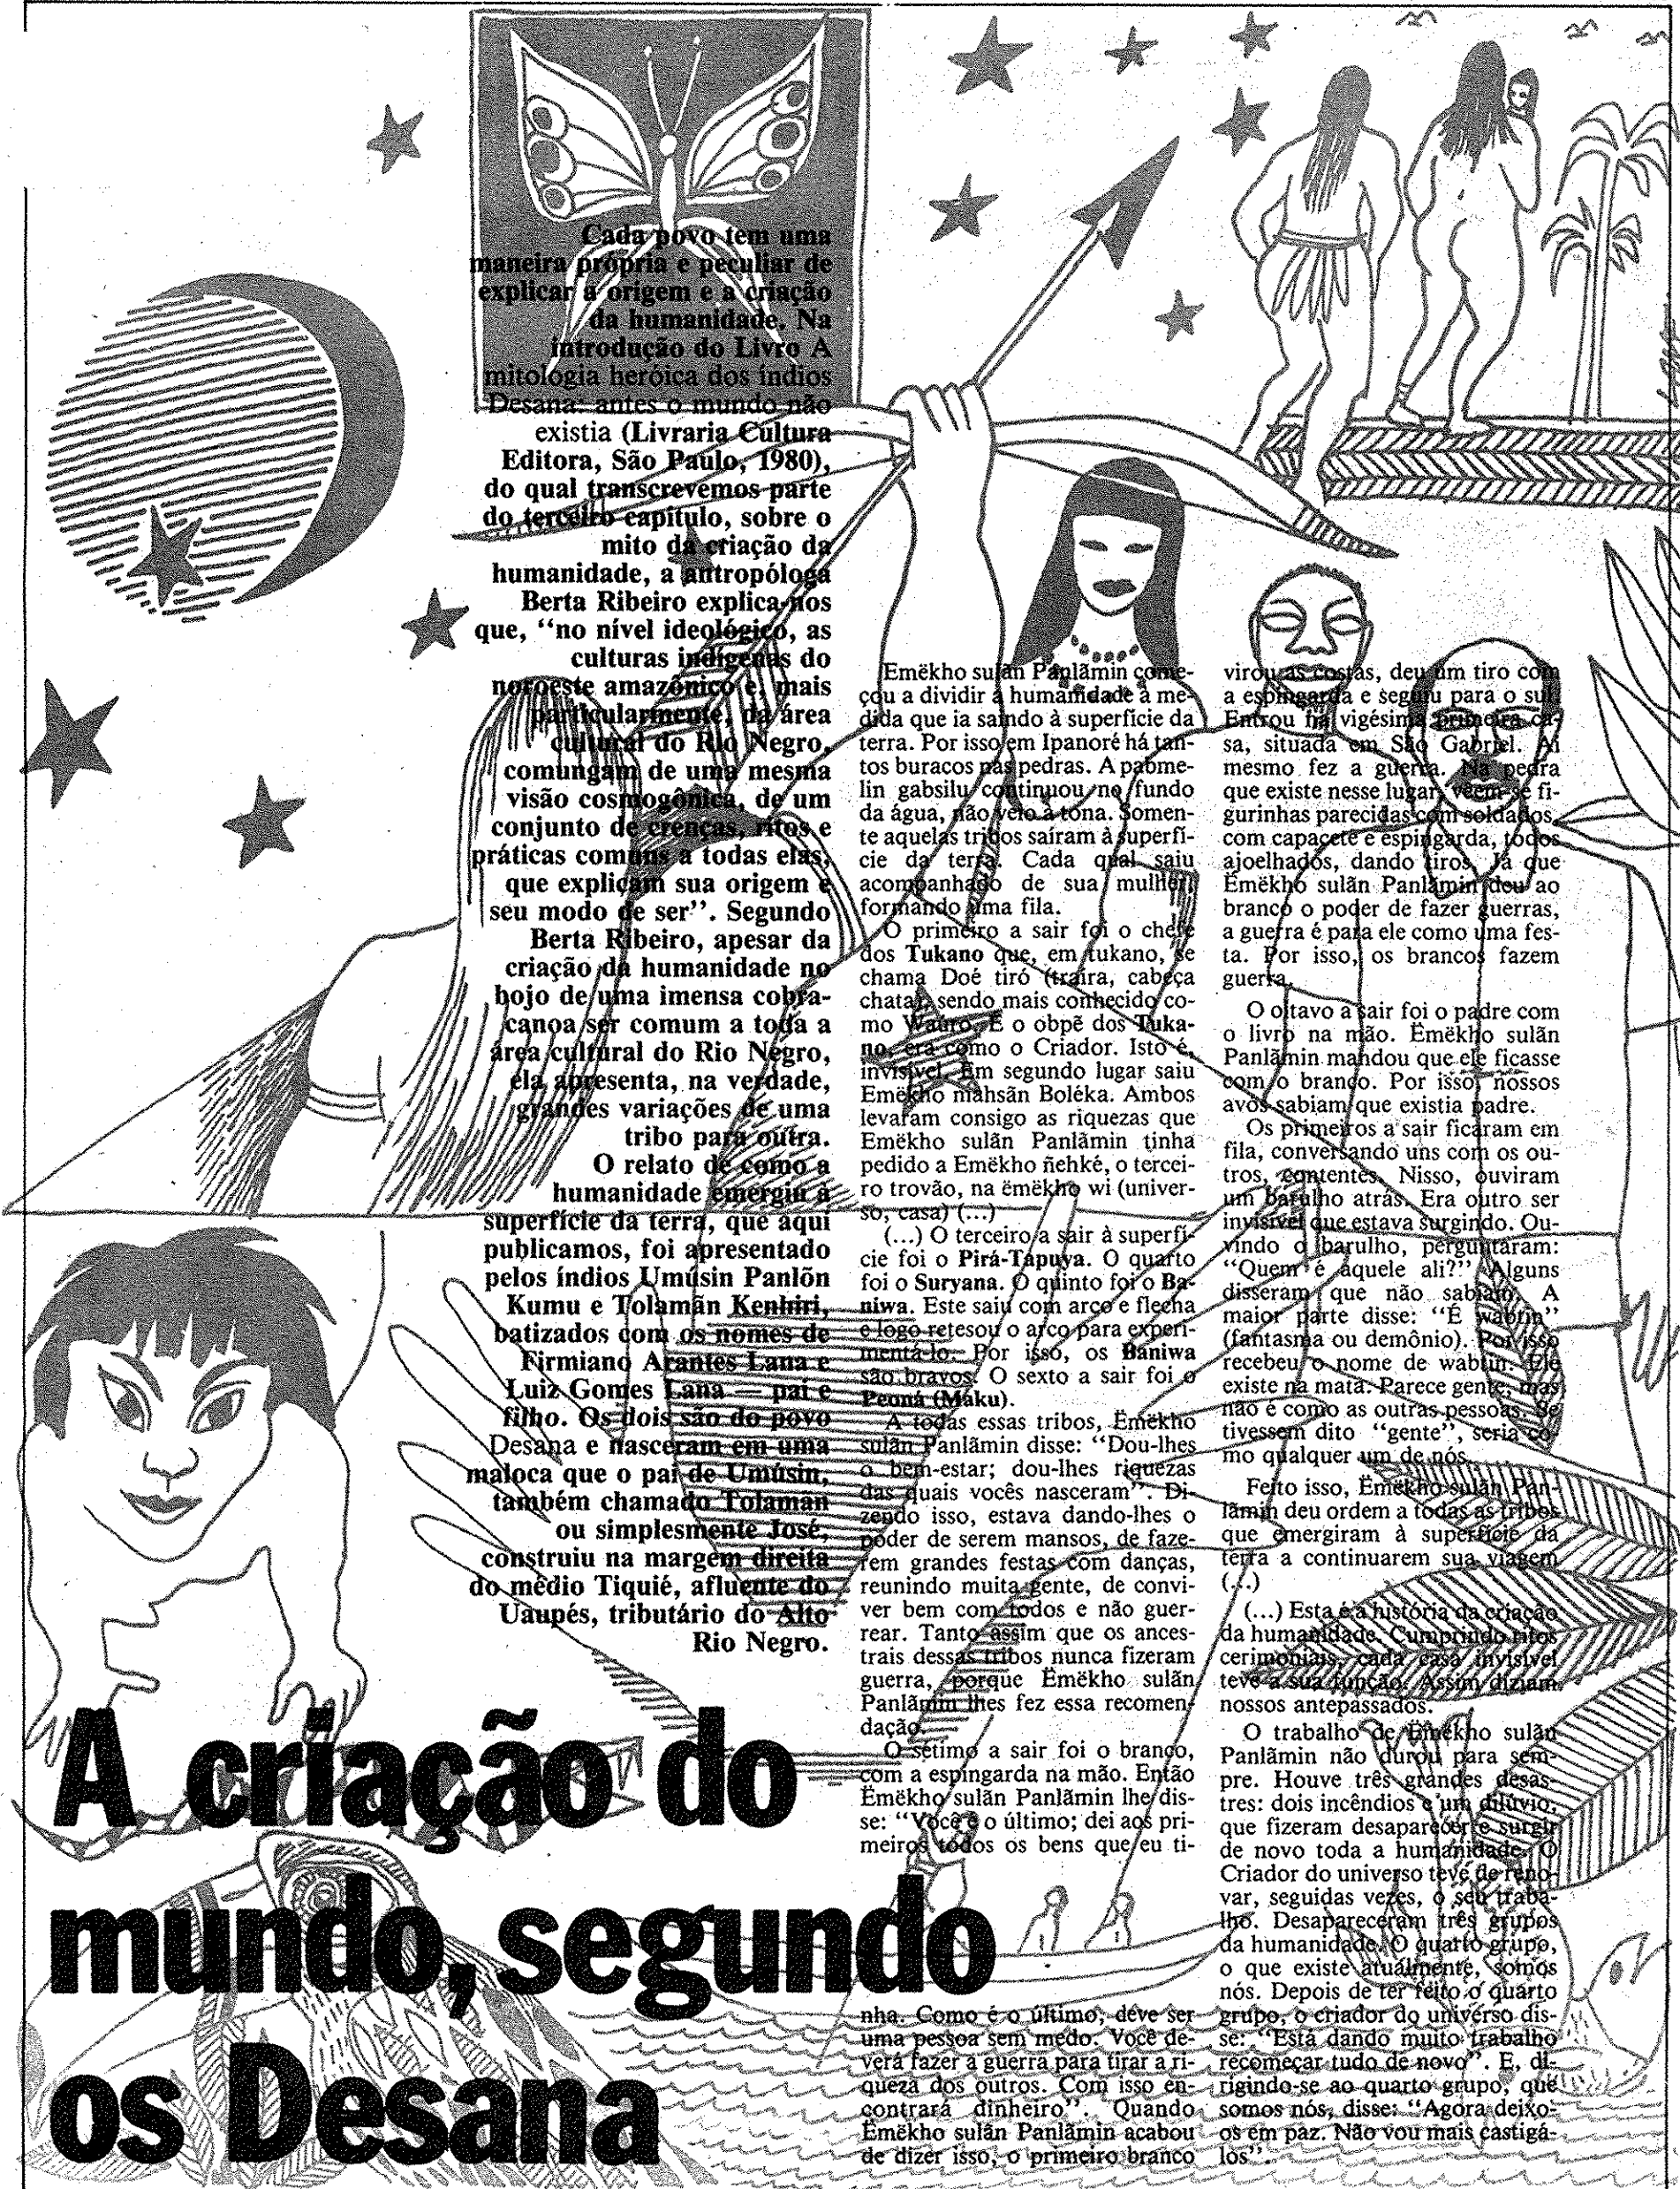 Cada povo tem uma
maneira própria e peculiar de
explicar a origem e a criação
da humanidade. Na
introdução do Livro A
mitologia heróica dos índios
Desana: antes o mundo não
existia (Livraria Cultura
Editora, São Paulo, 1980),
do qual transcrevemos parte
do terceiro capítulo, sobre o
mito da criação da
humanidade, a antropóloga
Berta Ribeiro explica-nos
que, “no nível ideológico, as
culturas indígenas do
noroeste amazônico e, mais
particularmente, da área
cultural do Rio Negro,
comungam de uma mesma
visão cosmogônica, de um
conjunto de crenças, ritos e
práticas comuns a todas elas,
que explicam sua origem e
seu modo de ser”. Segundo
Berta Ribeiro, apesar da
criação da humanidade no
bojo de uma imensa cobra-
canoa ser comum a toda a
área cultural do Rio Negro,
ela apresenta, na verdade,
grandes variações de uma
tribo para outra.
O relato de como a
humanidade emergiu à
superfície da terra, que aqui
publicamos, foi apresentado
pelos índios Umúsin Panlõn
Kumu e Tolamãn Kenhíri,
batizados com os nomes de
Firmiano Arantes Lana e
Luiz Gomes Lana — pai e
filho. Os dois são do povo
Desana e nasceram em uma
maloca que o pai de Umúsin,
também chamado Tolamãn
ou simplesmente José,
construiu na margem direita
do médio Tiquié, afluente do
Uaupés, tributário do Alto
Rio Negro.
A criação do
mundo, segundo
os Desana
Emëkho sulãn Panlãmin come-
çou a dividir a humanidade à me-
dida que ia saindo à superfície da
terra. Por isso em Ipanoré há tan-
tos buracos nas pedras. A pabme-
lin gabsilu continuou no fundo
da água, não veio à tona. Somen-
te aquelas tribos saíram à superfí-
cie da terra. Cada qual saiu
acompanhado de sua mulher,
formando uma fila.
O primeiro a sair foi o chefe
dos Tukano que, em tukano, se
chama Doé tiró (traíra, cabeça
chata) sendo mais conhecido co-
mo Wauro. É o obpẽ dos Tuka-
no, era como o Criador. Isto é,
invisível. Em segundo lugar saiu
Emëkho mahsãn Boléka. Ambos
levaram consigo as riquezas que
Emëkho sulãn Panlãmin tinha
pedido a Emëkho ñehké, o tercei-
ro trovão, na ëmëkho wi (univer-
so, casa) (...)
(...) O terceiro a sair à superfí-
cie foi o Pirá-Tapuya. O quarto
foi o Suryana. O quinto foi o Ba-
niwa. Este saiu com arco e flecha
e logo retesou o arco para experi-
mentá-lo. Por isso, os Baniwa
são bravos. O sexto a sair foi o
Peoná (Maku).
A todas essas tribos, Ëmëkho
sulãn Panlãmin disse: “Dou-lhes
o bem-estar; dou-lhes riquezas
das quais vocês nasceram”. Di-
zendo isso, estava dando-lhes o
poder de serem mansos, de faze-
rem grandes festas com danças,
reunindo muita gente, de convi-
ver bem com todos e não guer-
rear. Tanto assim que os ances-
trais dessas tribos nunca fizeram
guerra, porque Ëmëkho sulãn
Panlãmin lhes fez essa recomen-
dação.
O sétimo a sair foi o branco,
com a espingarda na mão. Então
Ëmëkho sulãn Panlãmin lhe dis-
se: “Você é o último; dei aos pri-
meiros todos os bens que eu ti-
nha. Como é o último, deve ser
uma pessoa sem medo. Você de-
verá fazer a guerra para tirar a ri-
queza dos outros. Com isso en-
contrará dinheiro”. Quando
Ëmëkho sulãn Panlãmin acabou
de dizer isso, o primeiro branco
virou as costas, deu um tiro com
a espingarda e seguiu para o sul.
Entrou na vigésima primeira ca-
sa, situada em São Gabriel. Aí
mesmo fez a guerra. Na pedra
que existe nesse lugar, vêem-se fi-
gurinhas parecidas com soldados,
com capacete e espingarda, todos
ajoelhados, dando tiros. Já que
Ëmëkho sulãn Panlãmin deu ao
branco o poder de fazer guerras,
a guerra é para ele como uma fes-
ta. Por isso, os brancos fazem
guerra.
O oitavo a sair foi o padre com
o livro na mão. Ëmëkho sulãn
Panlãmin mandou que ele ficasse
com o branco. Por isso, nossos
avós sabiam que existia padre.
Os primeiros a sair ficaram em
fila, conversando uns com os ou-
tros, contentes. Nisso, ouviram
um barulho atrás. Era outro ser
invisível que estava surgindo. Ou-
vindo o barulho, perguntaram:
“Quem é aquele ali?” Alguns
disseram que não sabiam. A
maior parte disse: “É wabtin”
(fantasma ou demônio). Por isso
recebeu o nome de wabtin. Ele
existe na mata. Parece gente, mas
não é como as outras pessoas. Se
tivessem dito “gente”, seria co-
mo qualquer um de nós.
Feito isso, Ëmëkho sulãn Pan-
lãmin deu ordem a todas as tribos
que emergiram à superfície da
terra a continuarem sua viagem
(...)
(...) Esta é a história da criação
da humanidade. Cumprindo ritos
cerimoniais, cada casa invisível
teve a sua função. Assim diziam
nossos antepassados.
O trabalho de Ëmëkho sulãn
Panlãmin não durou para sem-
pre. Houve três grandes desas-
tres: dois incêndios e um dilúvio,
que fizeram desaparecer e surgir
de novo toda a humanidade. O
Criador do universo teve de reno-
var, seguidas vezes, o seu traba-
lho. Desapareceram três grupos
da humanidade. O quarto grupo,
o que existe atualmente, somos
nós. Depois de ter feito o quarto
grupo, o criador do universo dis-
se: “Está dando muito trabalho
recomeçar tudo de novo”. E, di-
rigindo-se ao quarto grupo, que
somos nós, disse: “Agora deixo-
os em paz. Não vou mais castigá-
los”.